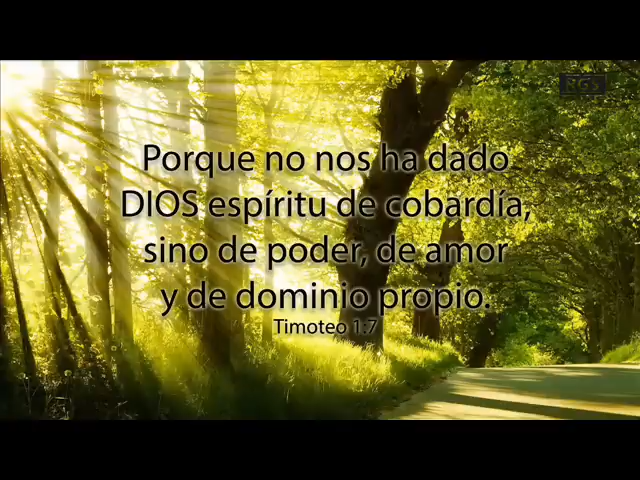 RGS
Porque no nos ha dado
DIOS espíritu de cobardía,
sino de poder, de amor
y de dominio propio.
Timoteo 1:7